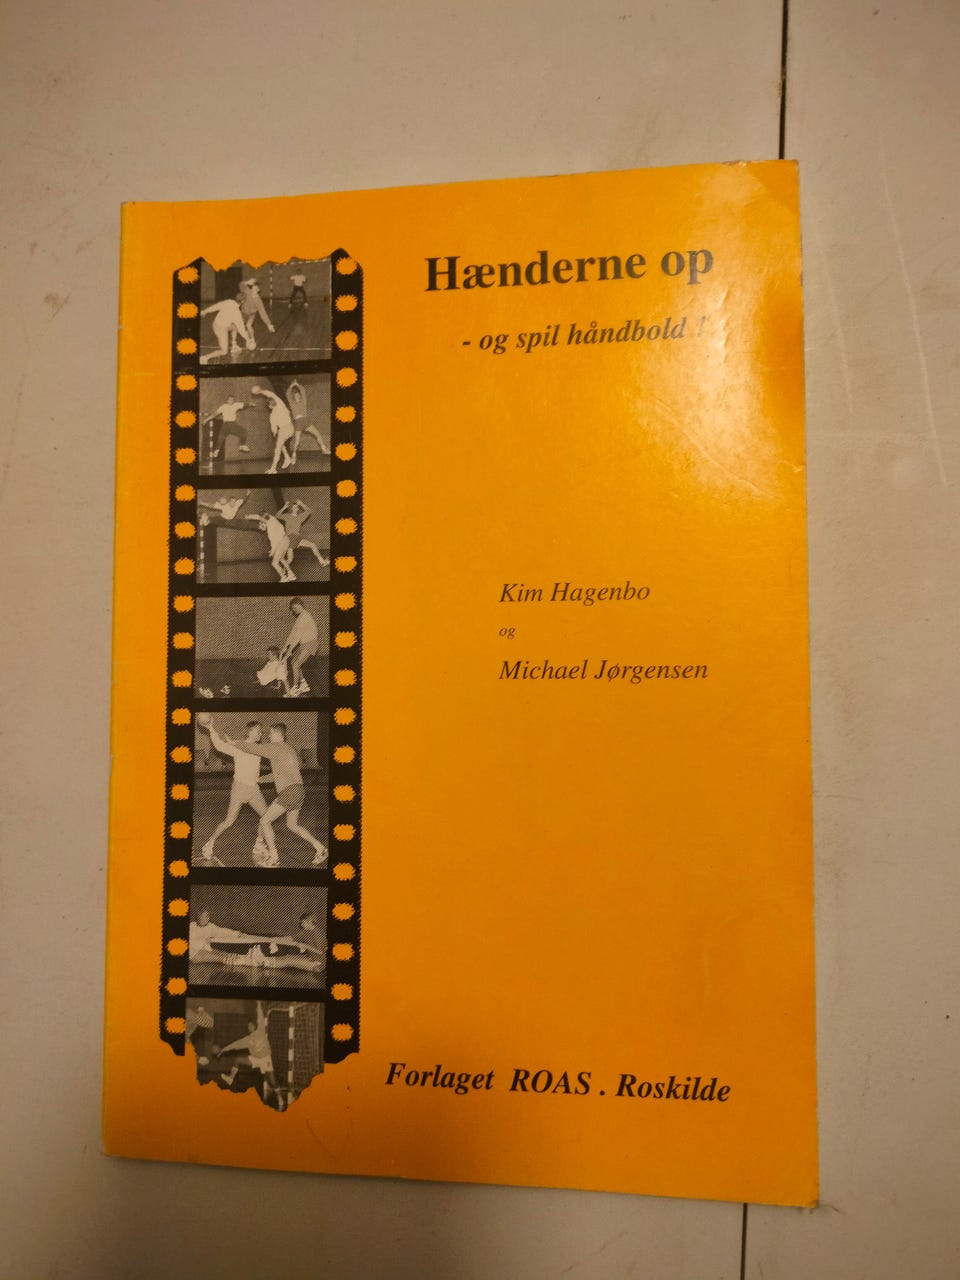 Hænderne op
- og spil håndbold !
Kim Hagenbo
og
Michael Jørgensen
Forlaget ROAS . Roskilde